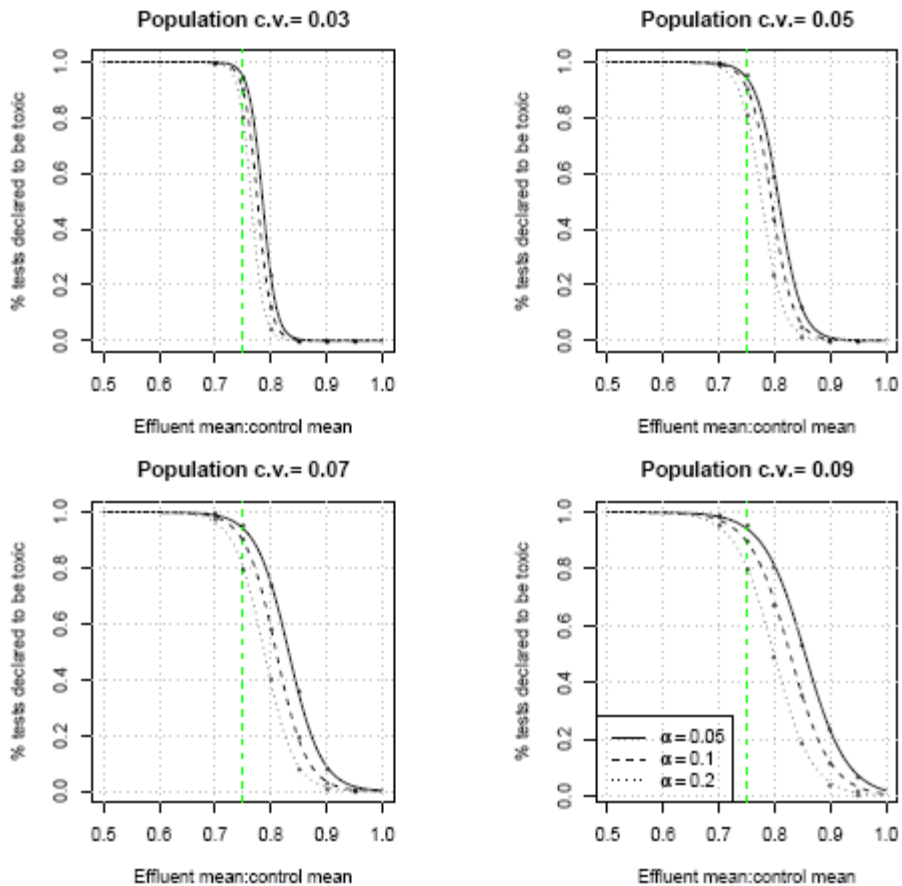 Population c.v.= 0.03
% tests declared to be toxic
0.0 0.2 0.4 0.6 0.8 1.0
0.5 0.6 0.7 0.8 0.9 1.0
Effluent mean:control mean
Population c.v.= 0.05
% tests declared to be toxic
0.0 0.2 0.4 0.6 0.8 1.0
0.5 0.6 0.7 0.8 0.9 1.0
Effluent mean:control mean
Population c.v.= 0.07
% tests declared to be toxic
0.0 0.2 0.4 0.6 0.8 1.0
0.5 0.6 0.7 0.8 0.9 1.0
Effluent mean:control mean
Population c.v.= 0.09
% tests declared to be toxic
0.0 0.2 0.4 0.6 0.8 1.0
α = 0.05
α = 0.1
α = 0.2
0.5 0.6 0.7 0.8 0.9 1.0
Effluent mean:control mean